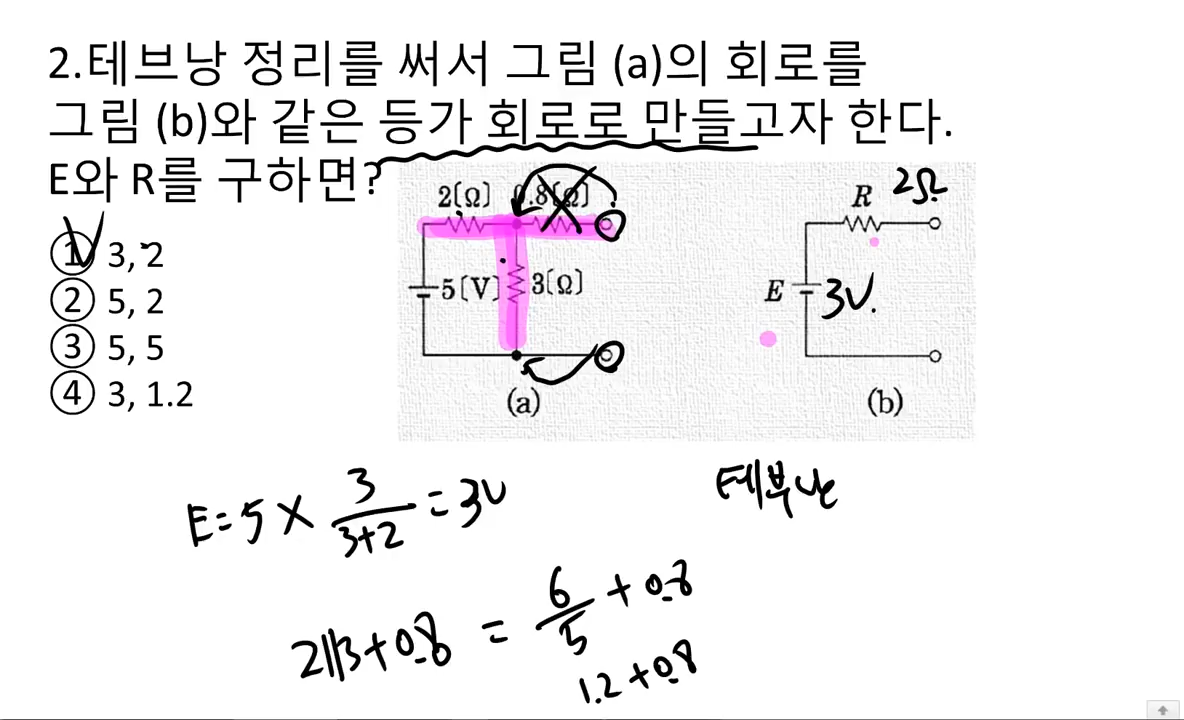 2.테브낭 정리를 써서 그림 (a)의 회로를
그림 (b)와 같은 등가 회로로 만들고자 한다.
E와 R를 구하면?
① 3, 2
② 5, 2
③ 5, 5
④ 3, 1.2
2[Ω] 0.8[Ω]
5[V] 3[Ω]
(a)
R 2Ω
E 3V.
(b)
E=5×3/(3+2)=3V
테부낭
2||3+0.8 = 6/5+0.8
1.2+0.8